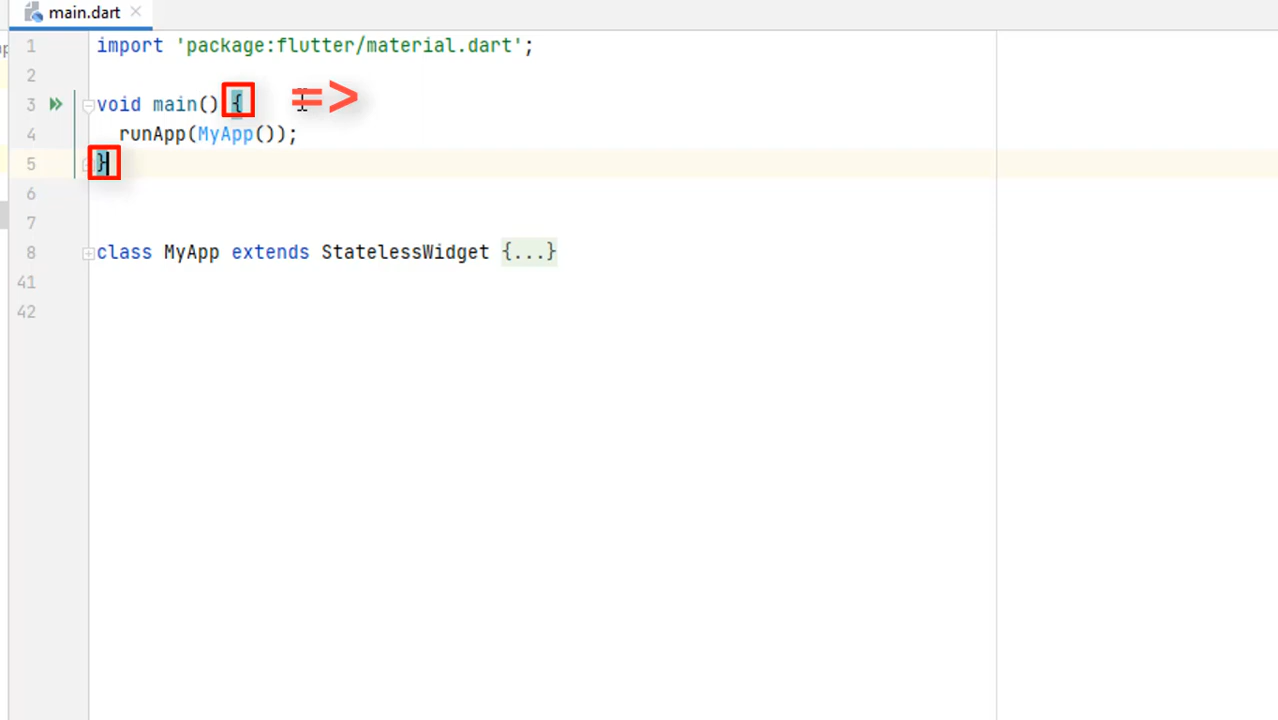 main.dart
1 import 'package:flutter/material.dart';
2
3 void main() { =>
4 runApp(MyApp());
5 }
6
7
8 class MyApp extends StatelessWidget {...}
41
42